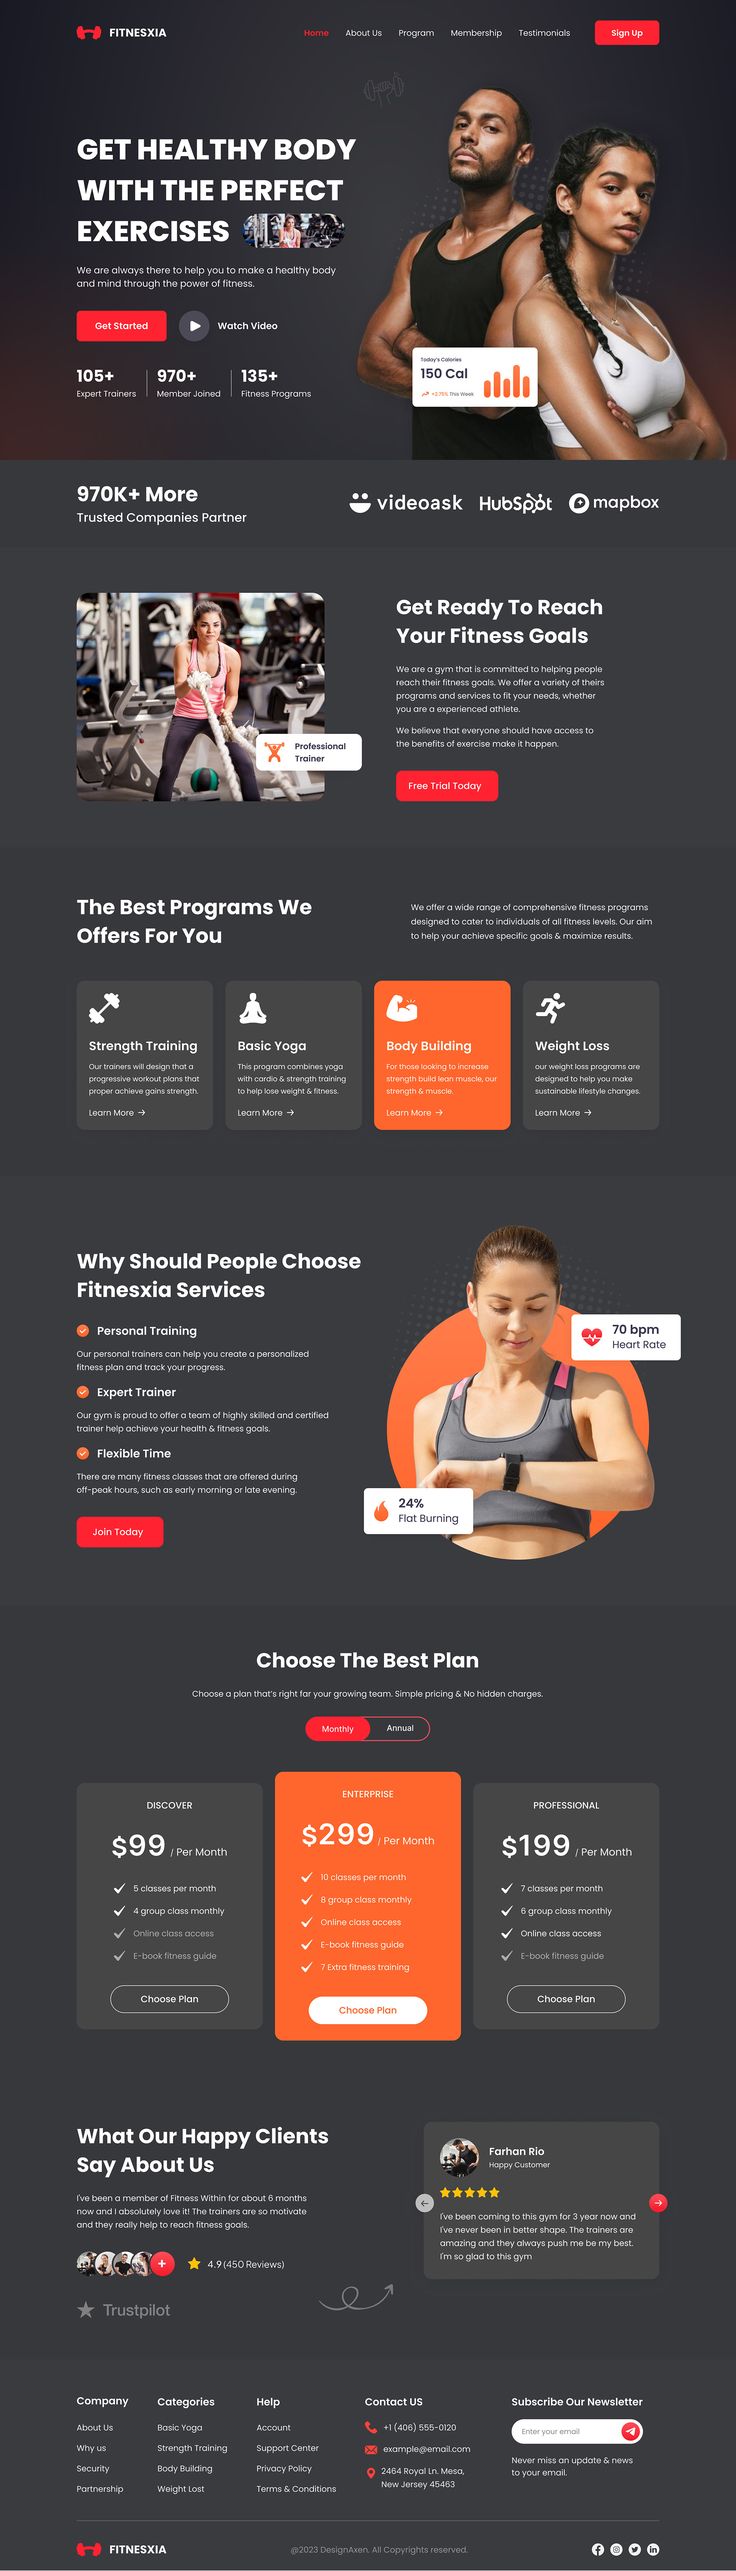 FITNESXIA
Home About Us Program Membership Testimonials Sign Up
GET HEALTHY BODY
WITH THE PERFECT
EXERCISES
We are always there to help you to make a healthy body
and mind through the power of fitness.
Get Started Watch Video
105+ 970+ 135+
Expert Trainers Member Joined Fitness Programs
Today's Calories
150 Cal
+2.75% This Week
970K+ More
Trusted Companies Partner
videoask HubSpot mapbox
Get Ready To Reach
Your Fitness Goals
We are a gym that is committed to helping people
reach their fitness goals. We offer a variety of theirs
programs and services to fit your needs, whether
you are a experienced athlete.
We believe that everyone should have access to
the benefits of exercise make it happen.
Professional
Trainer
Free Trial Today
The Best Programs We
Offers For You
We offer a wide range of comprehensive fitness programs
designed to cater to individuals of all fitness levels. Our aim
to help your achieve specific goals & maximize results.
Strength Training
Our trainers will design that a
progressive workout plans that
proper achieve gains strength.
Learn More →
Basic Yoga
This program combines yoga
with cardio & strength training
to help lose weight & fitness.
Learn More →
Body Building
For those looking to increase
strength build lean muscle, our
strength & muscle.
Learn More →
Weight Loss
our weight loss programs are
designed to help you make
sustainable lifestyle changes.
Learn More →
Why Should People Choose
Fitnesxia Services
Personal Training
Our personal trainers can help you create a personalized
fitness plan and track your progress.
Expert Trainer
Our gym is proud to offer a team of highly skilled and certified
trainer help achieve your health & fitness goals.
Flexible Time
There are many fitness classes that are offered during
off-peak hours, such as early morning or late evening.
Join Today
70 bpm
Heart Rate
24%
Flat Burning
Choose The Best Plan
Choose a plan that's right far your growing team. Simple pricing & No hidden charges.
Monthly Annual
DISCOVER
$99 / Per Month
5 classes per month
4 group class monthly
Online class access
E-book fitness guide
Choose Plan
ENTERPRISE
$299 / Per Month
10 classes per month
8 group class monthly
Online class access
E-book fitness guide
7 Extra fitness training
Choose Plan
PROFESSIONAL
$199 / Per Month
7 classes per month
6 group class monthly
Online class access
E-book fitness guide
Choose Plan
What Our Happy Clients
Say About Us
I've been a member of Fitness Within for about 6 months
now and I absolutely love it! The trainers are so motivate
and they really help to reach fitness goals.
+ 4.9 (450 Reviews)
Trustpilot
Farhan Rio
Happy Customer
I've been coming to this gym for 3 year now and
I've never been in better shape. The trainers are
amazing and they always push me be my best.
I'm so glad to this gym
Company
About Us
Why us
Security
Partnership
Categories
Basic Yoga
Strength Training
Body Building
Weight Lost
Help
Account
Support Center
Privacy Policy
Terms & Conditions
Contact US
+1 (406) 555-0120
example@email.com
2464 Royal Ln. Mesa,
New Jersey 45463
Subscribe Our Newsletter
Enter your email
Never miss an update & news
to your email.
FITNESXIA
@2023 DesignAxen. All Copyrights reserved.